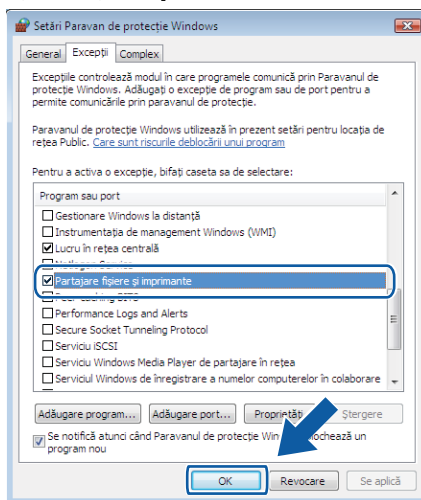 Setări Paravan de protecție Windows
General Excepții Complex
Excepțiile controlează modul în care programele comunică prin Paravanul de
protecție Windows. Adăugați o excepție de program sau de port pentru a
permite comunicările prin paravanul de protecție.
Paravanul de protecție Windows utilizează în prezent setări pentru locația de
rețea Public. Care sunt riscurile deblocării unui program
Pentru a activa o excepție, bifați caseta sa de selectare:
Program sau port
Gestionare Windows la distanță
Instrumentația de management Windows (WMI)
Lucru în rețea centrală
Netlogon Service
Partajare fișiere și imprimante
Performance Logs and Alerts
Secure Socket Tunneling Protocol
Serviciu iSCSI
Serviciu Windows Media Player de partajare în rețea
Serviciul Windows de înregistrare a numelor computerelor în colaborare
Adăugare program... Adăugare port... Proprietăți Ștergere
Se notifică atunci când Paravanul de protecție blochează un
program nou
OK Revocare Se aplică